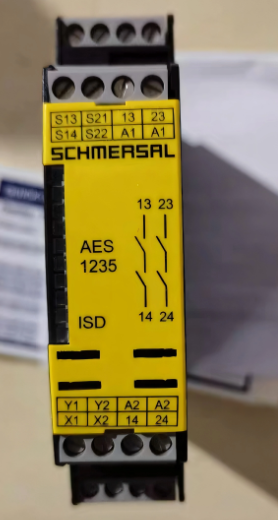 S13 S21 13 23
S14 S22 A1 A1
SCHMERSAL
13 23
AES
1235
14 24
ISD
Y1 Y2 A2 A2
X1 X2 14 24